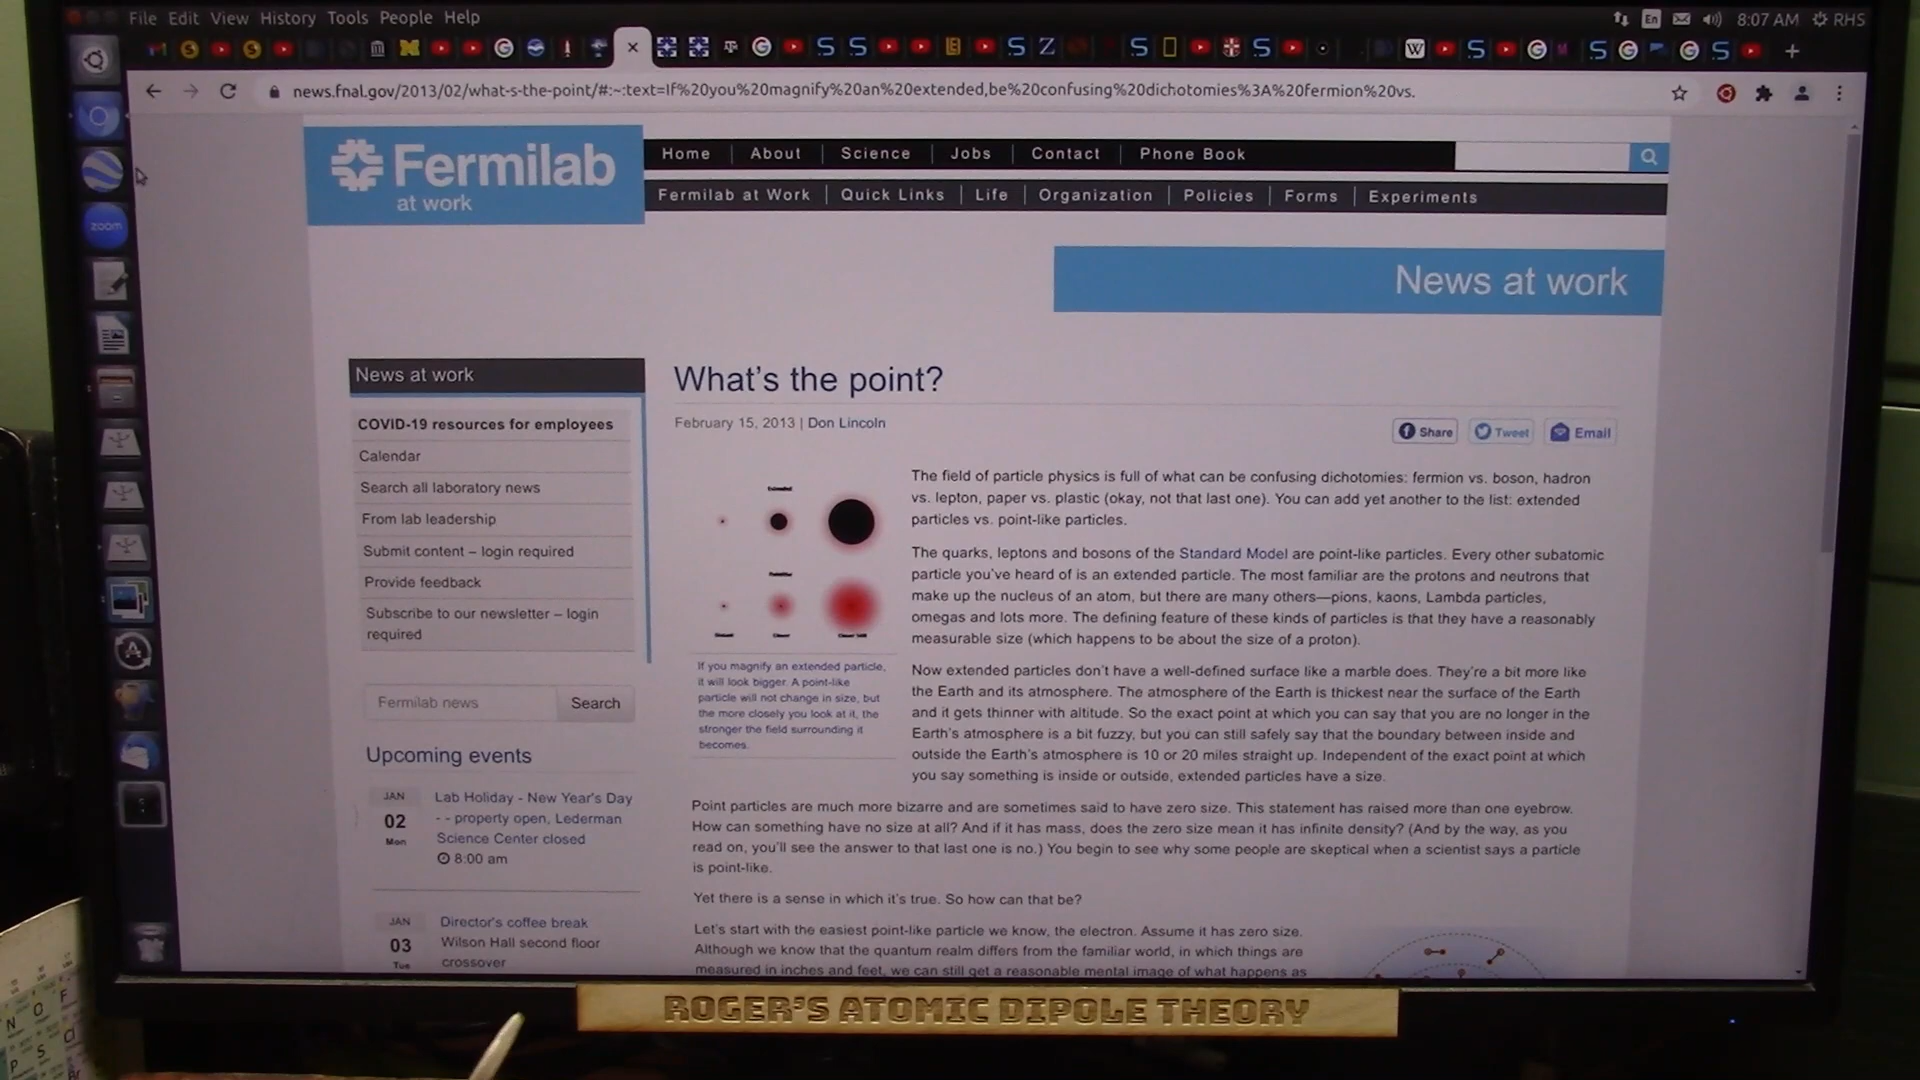 File Edit View History Tools People Help
En 8:07 AM RHS
news.fnal.gov/2013/02/what-s-the-point/#:~:text=If%20you%20magnify%20an%20extended,be%20confusing%20dichotomies%3A%20fermion%20vs.
zoom
Fermilab
at work
Home About Science Jobs Contact Phone Book
Fermilab at Work Quick Links Life Organization Policies Forms Experiments
News at work
News at work
COVID-19 resources for employees
Calendar
Search all laboratory news
From lab leadership
Submit content – login required
Provide feedback
Subscribe to our newsletter – login
required
Fermilab news Search
Upcoming events
JAN
02
Mon
Lab Holiday - New Year's Day
- - property open, Lederman
Science Center closed
8:00 am
JAN
03
Tue
Director's coffee break
Wilson Hall second floor
crossover
What's the point?
February 15, 2013 | Don Lincoln
Share Tweet Email
Extended
If you magnify an extended particle,
it will look bigger. A point-like
particle will not change in size, but
the more closely you look at it, the
stronger the field surrounding it
becomes.
The field of particle physics is full of what can be confusing dichotomies: fermion vs. boson, hadron
vs. lepton, paper vs. plastic (okay, not that last one). You can add yet another to the list: extended
particles vs. point-like particles.
The quarks, leptons and bosons of the Standard Model are point-like particles. Every other subatomic
particle you've heard of is an extended particle. The most familiar are the protons and neutrons that
make up the nucleus of an atom, but there are many others—pions, kaons, Lambda particles,
omegas and lots more. The defining feature of these kinds of particles is that they have a reasonably
measurable size (which happens to be about the size of a proton).
Now extended particles don't have a well-defined surface like a marble does. They're a bit more like
the Earth and its atmosphere. The atmosphere of the Earth is thickest near the surface of the Earth
and it gets thinner with altitude. So the exact point at which you can say that you are no longer in the
Earth's atmosphere is a bit fuzzy, but you can still safely say that the boundary between inside and
outside the Earth's atmosphere is 10 or 20 miles straight up. Independent of the exact point at which
you say something is inside or outside, extended particles have a size.
Point particles are much more bizarre and are sometimes said to have zero size. This statement has raised more than one eyebrow.
How can something have no size at all? And if it has mass, does the zero size mean it has infinite density? (And by the way, as you
read on, you'll see the answer to that last one is no.) You begin to see why some people are skeptical when a scientist says a particle
is point-like.
Yet there is a sense in which it's true. So how can that be?
Let's start with the easiest point-like particle we know, the electron. Assume it has zero size.
Although we know that the quantum realm differs from the familiar world, in which things are
measured in inches and feet, we can still get a reasonable mental image of what happens as
ROGER'S ATOMIC DIPOLE THEORY
N O F
P S Cl
Br